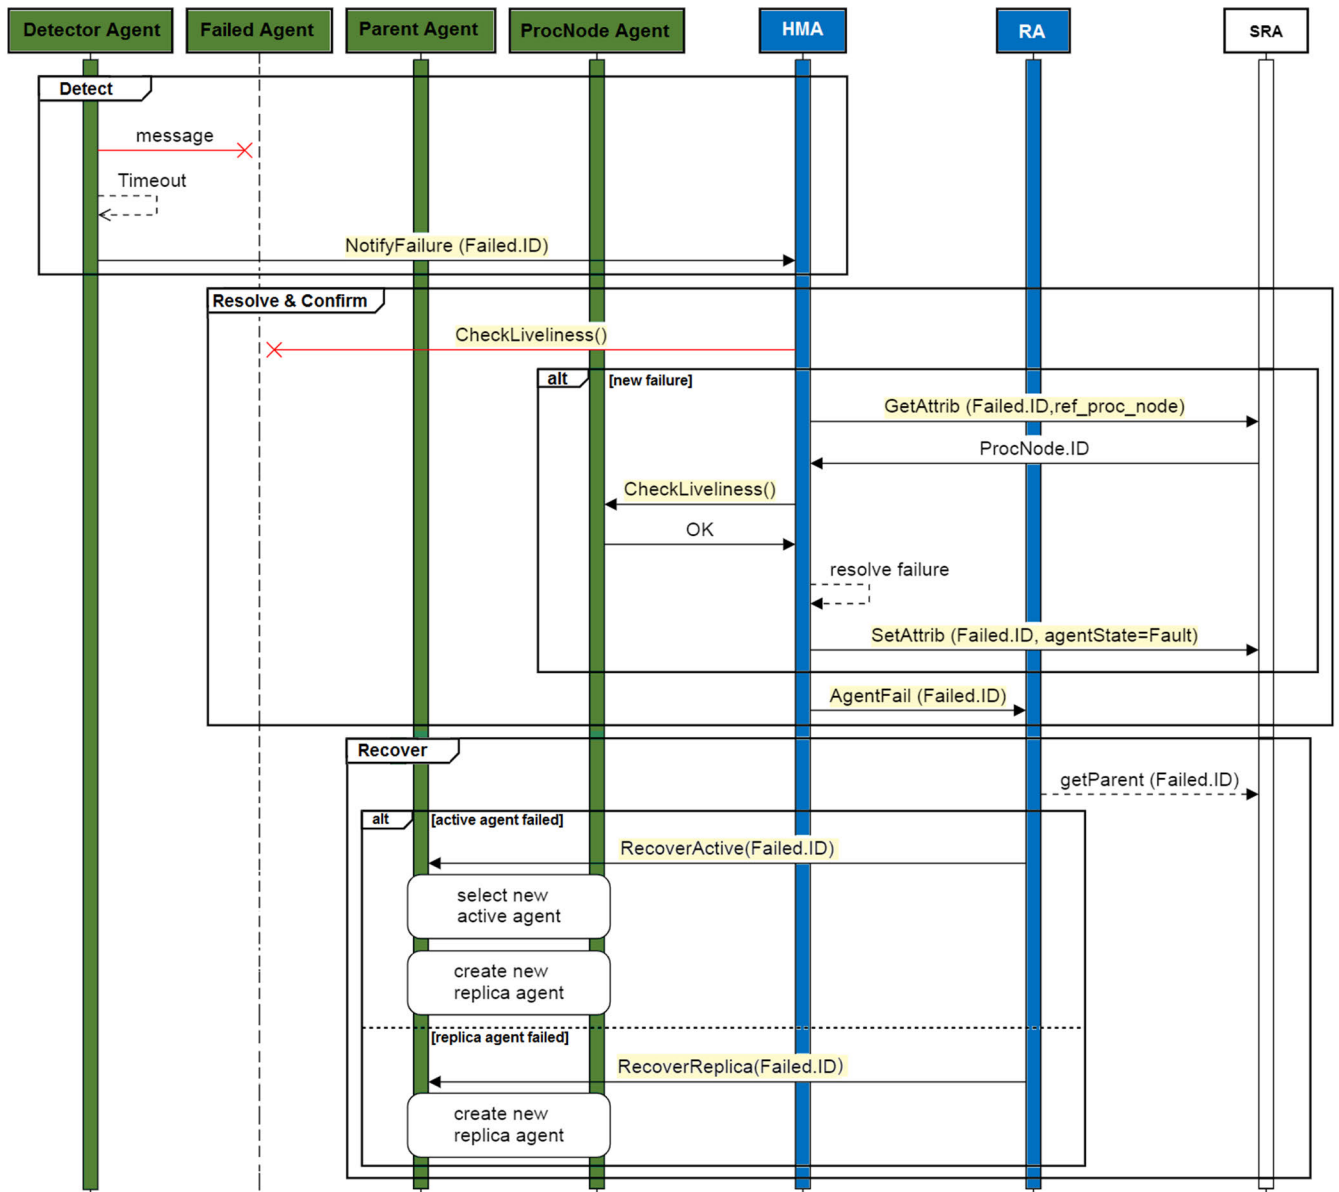 Detector Agent
Failed Agent
Parent Agent
ProcNode Agent
HMA
RA
SRA
Detect
message
Timeout
NotifyFailure (Failed.ID)
Resolve & Confirm
CheckLiveliness()
alt
[new failure]
GetAttrib (Failed.ID,ref_proc_node)
ProcNode.ID
CheckLiveliness()
OK
resolve failure
SetAttrib (Failed.ID, agentState=Fault)
AgentFail (Failed.ID)
Recover
getParent (Failed.ID)
alt
[active agent failed]
RecoverActive(Failed.ID)
select new
active agent
create new
replica agent
[replica agent failed]
RecoverReplica(Failed.ID)
create new
replica agent